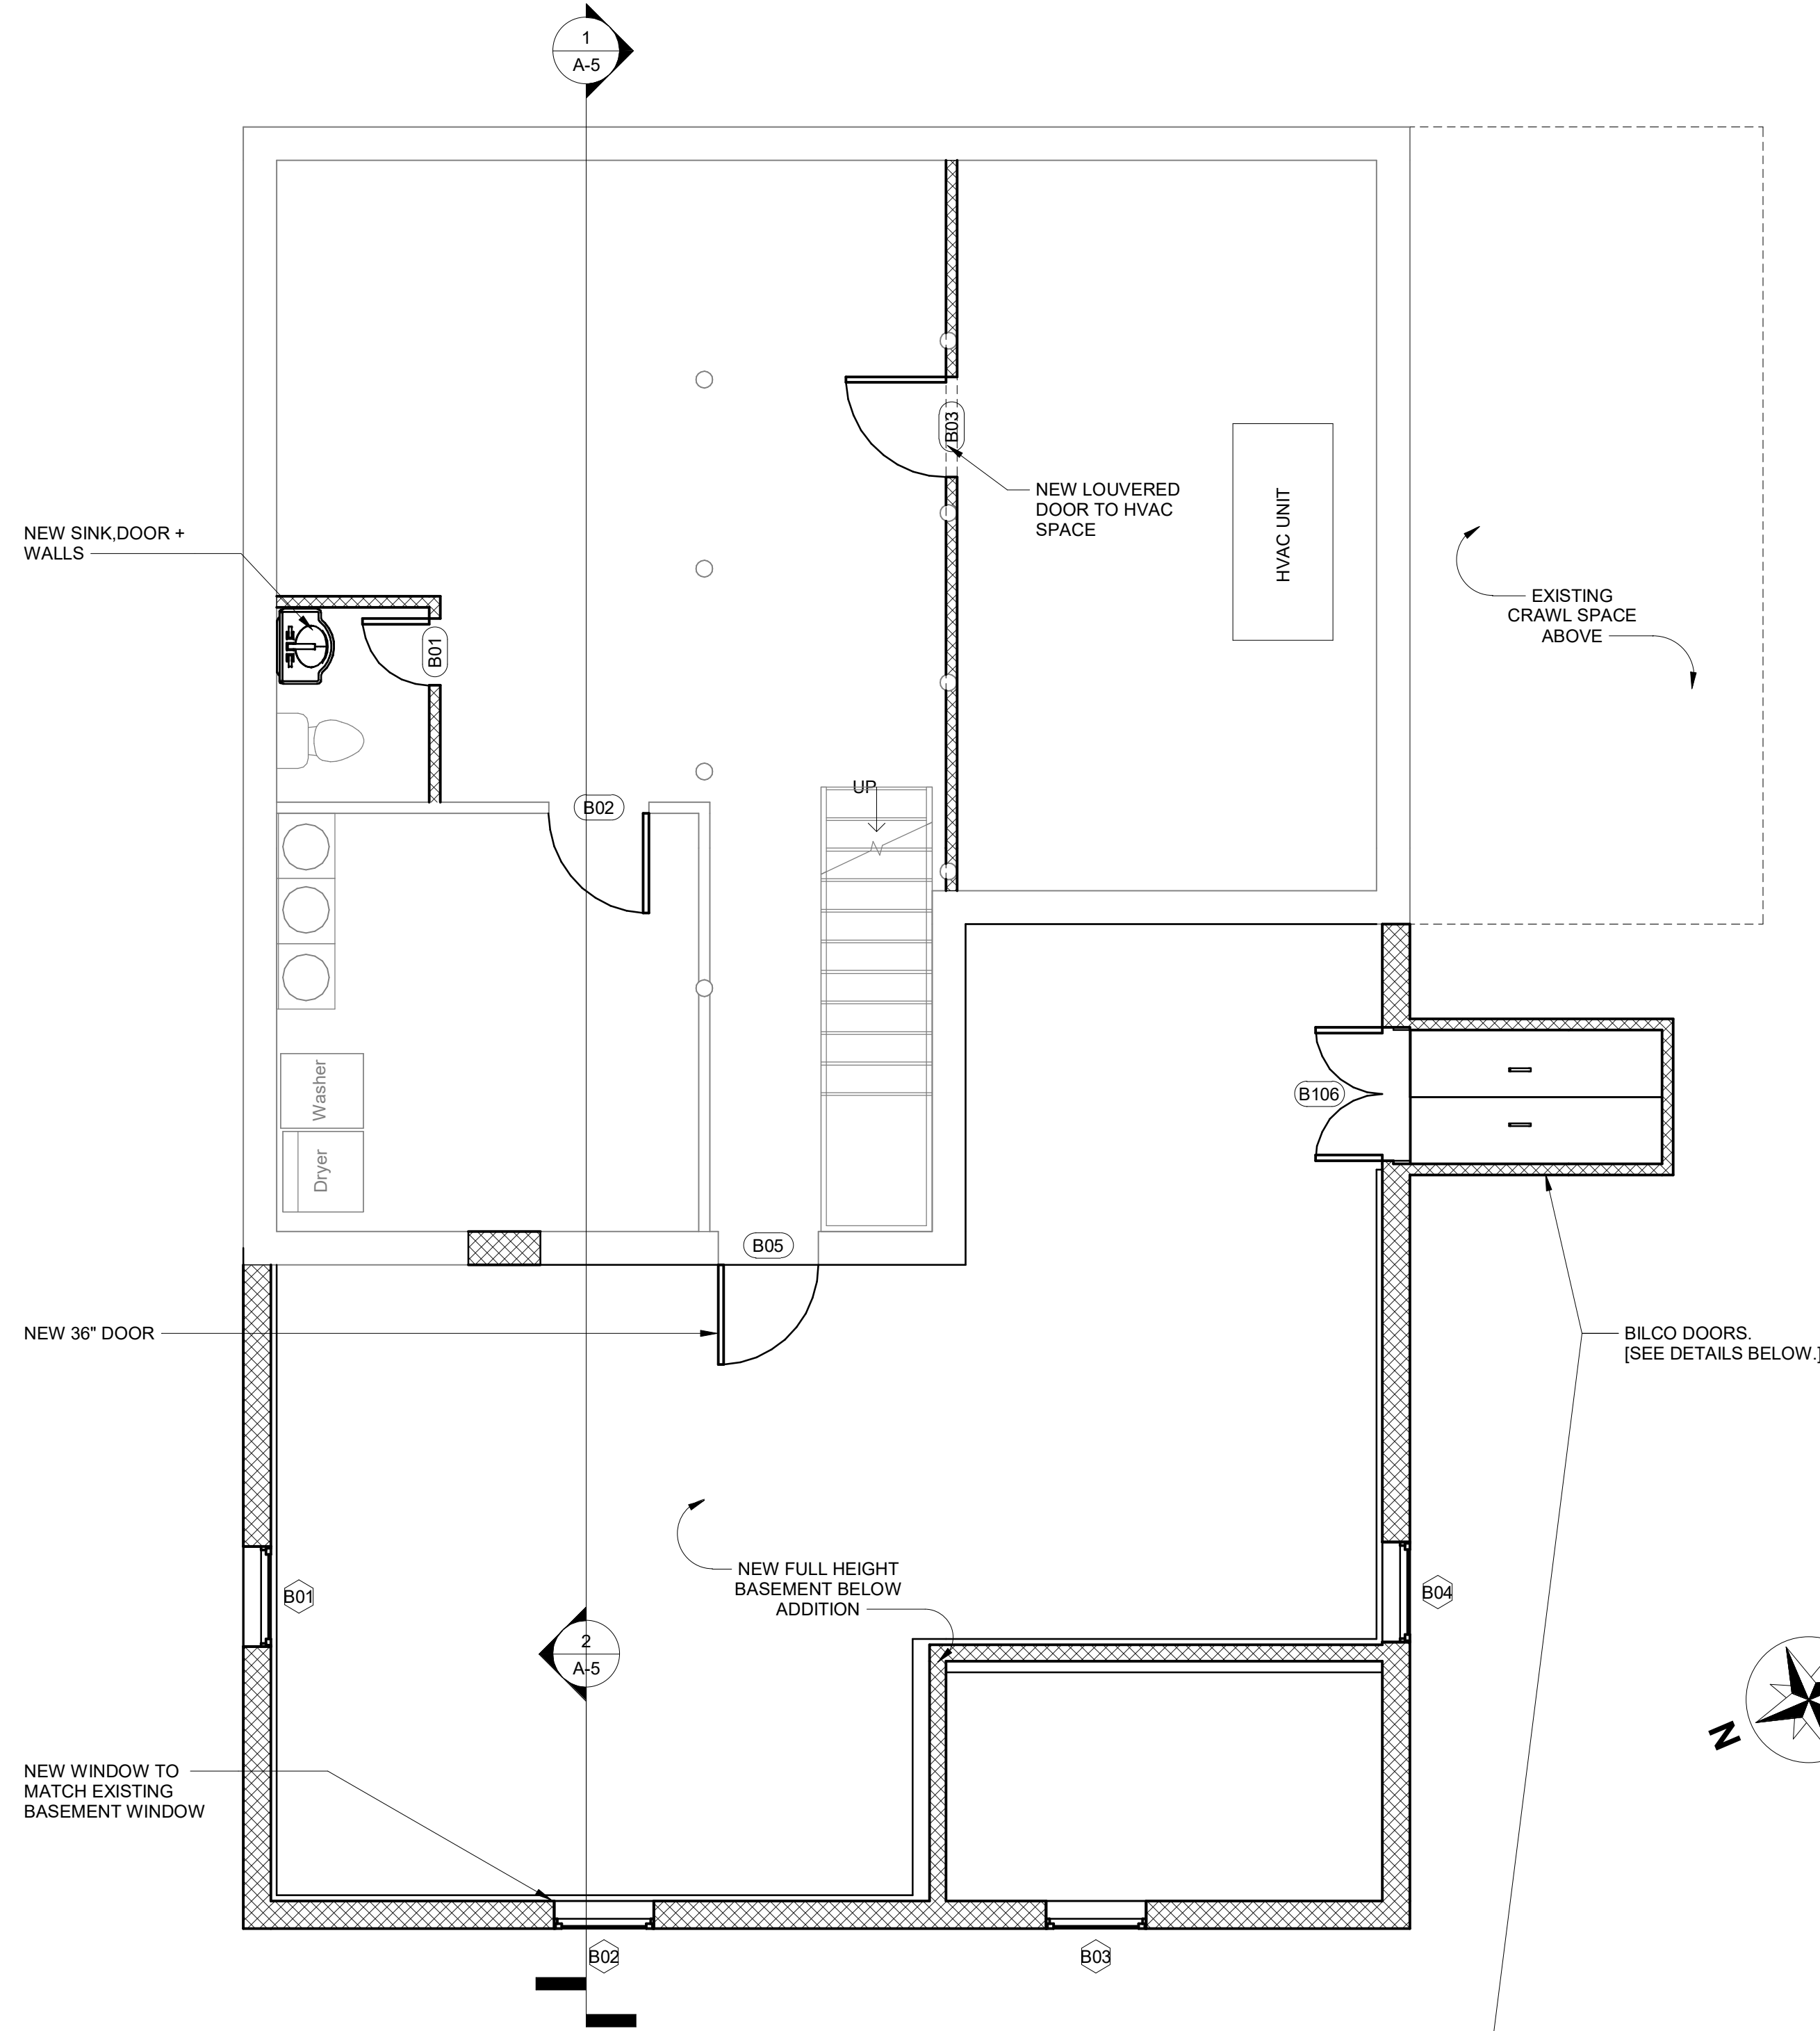 1
A-5
NEW SINK,DOOR +
WALLS
B03
NEW LOUVERED
DOOR TO HVAC
SPACE
HVAC UNIT
EXISTING
CRAWL SPACE
ABOVE
B01
UP
B02
Washer
Dryer
B106
B05
NEW 36" DOOR
BILCO DOORS.
[SEE DETAILS BELOW.]
NEW FULL HEIGHT
BASEMENT BELOW
ADDITION
B01
B04
2
A-5
N
NEW WINDOW TO
MATCH EXISTING
BASEMENT WINDOW
B02
B03